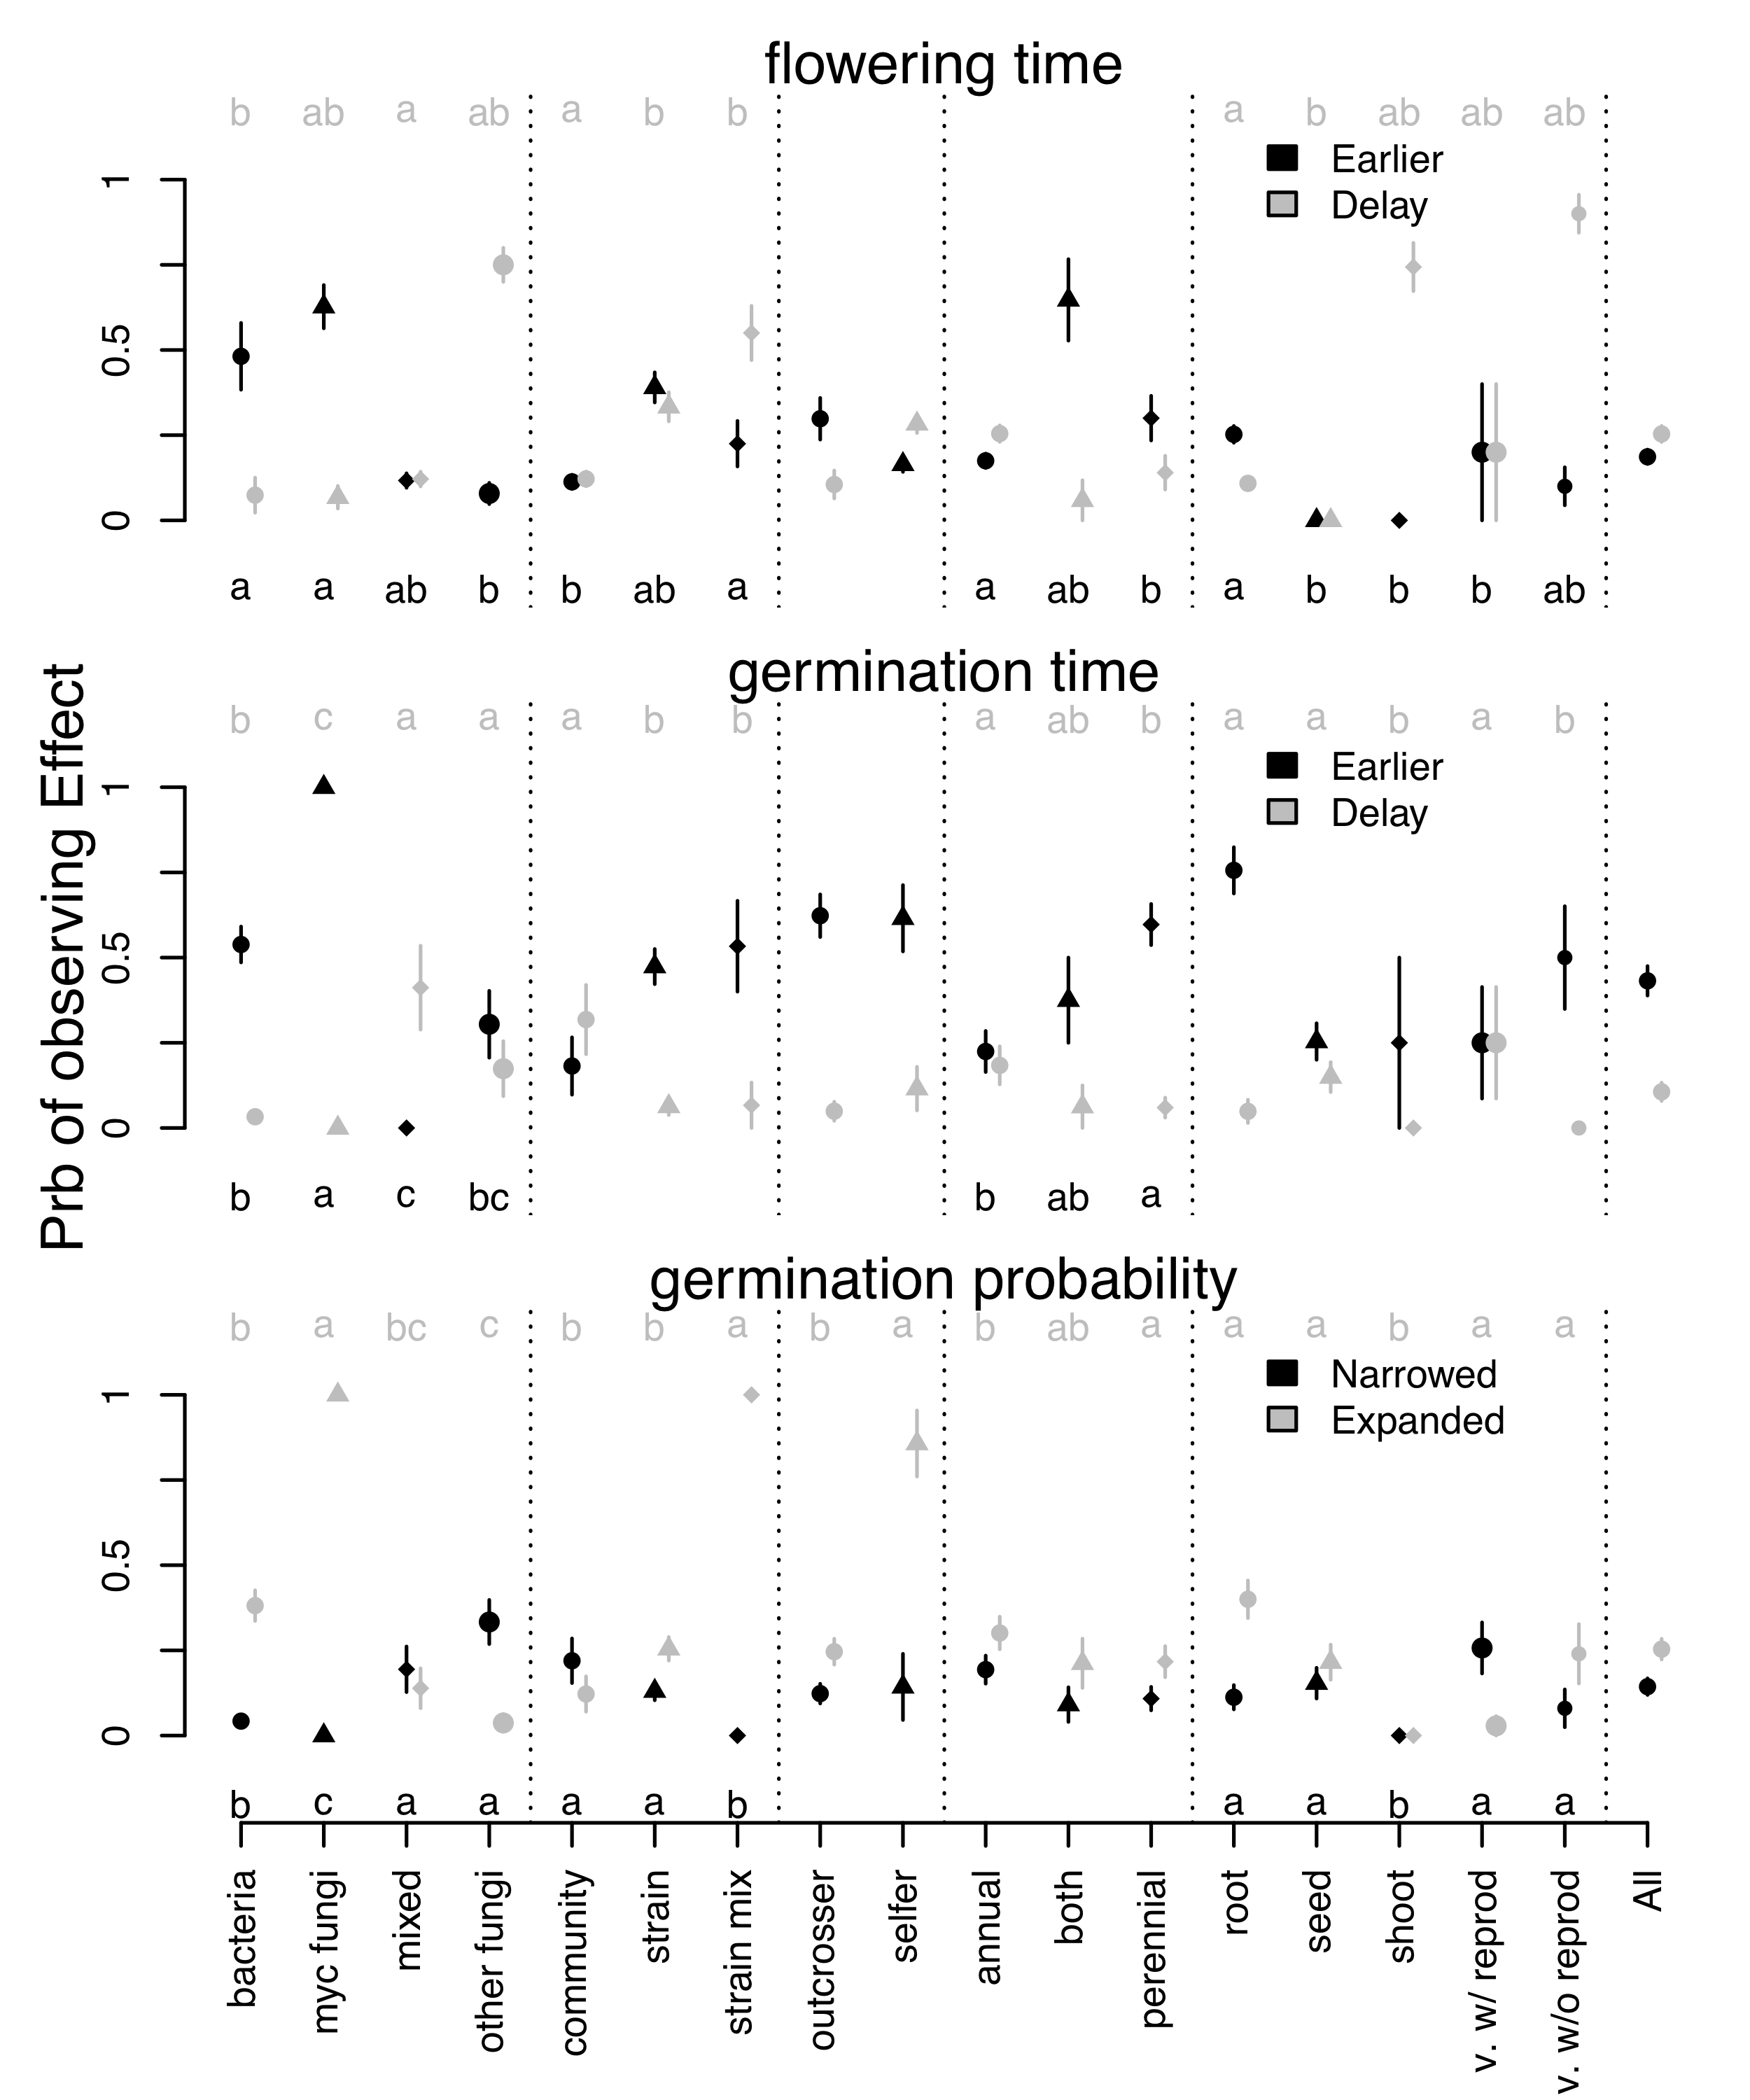 flowering time
b ab a ab a b b a b ab ab ab
Earlier
Delay
1
0.5
0
a a ab b b ab a a ab b a b b b ab
germination time
b c a a a b b a ab b a a b a b
Earlier
Delay
1
0.5
0
b a c bc b ab a
Prb of observing Effect
germination probability
b a bc c b b a b a b ab a a a b a a
Narrowed
Expanded
1
0.5
0
b c a a a a b a a b a a
bacteria
myc fungi
mixed
other fungi
community
strain
strain mix
outcrosser
selfer
annual
both
perennial
root
seed
shoot
v. w/ reprod
v. w/o reprod
All